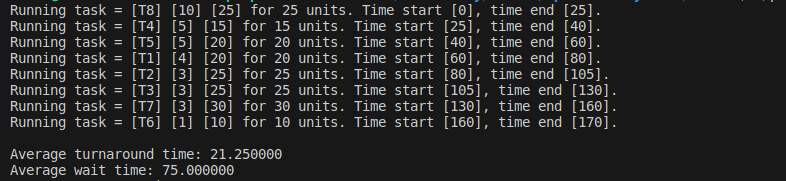 Running task = [T8] [10] [25] for 25 units. Time start [0], time end [25].
Running task = [T4] [5] [15] for 15 units. Time start [25], time end [40].
Running task = [T5] [5] [20] for 20 units. Time start [40], time end [60].
Running task = [T1] [4] [20] for 20 units. Time start [60], time end [80].
Running task = [T2] [3] [25] for 25 units. Time start [80], time end [105].
Running task = [T3] [3] [25] for 25 units. Time start [105], time end [130].
Running task = [T7] [3] [30] for 30 units. Time start [130], time end [160].
Running task = [T6] [1] [10] for 10 units. Time start [160], time end [170].
Average turnaround time: 21.250000
Average wait time: 75.000000